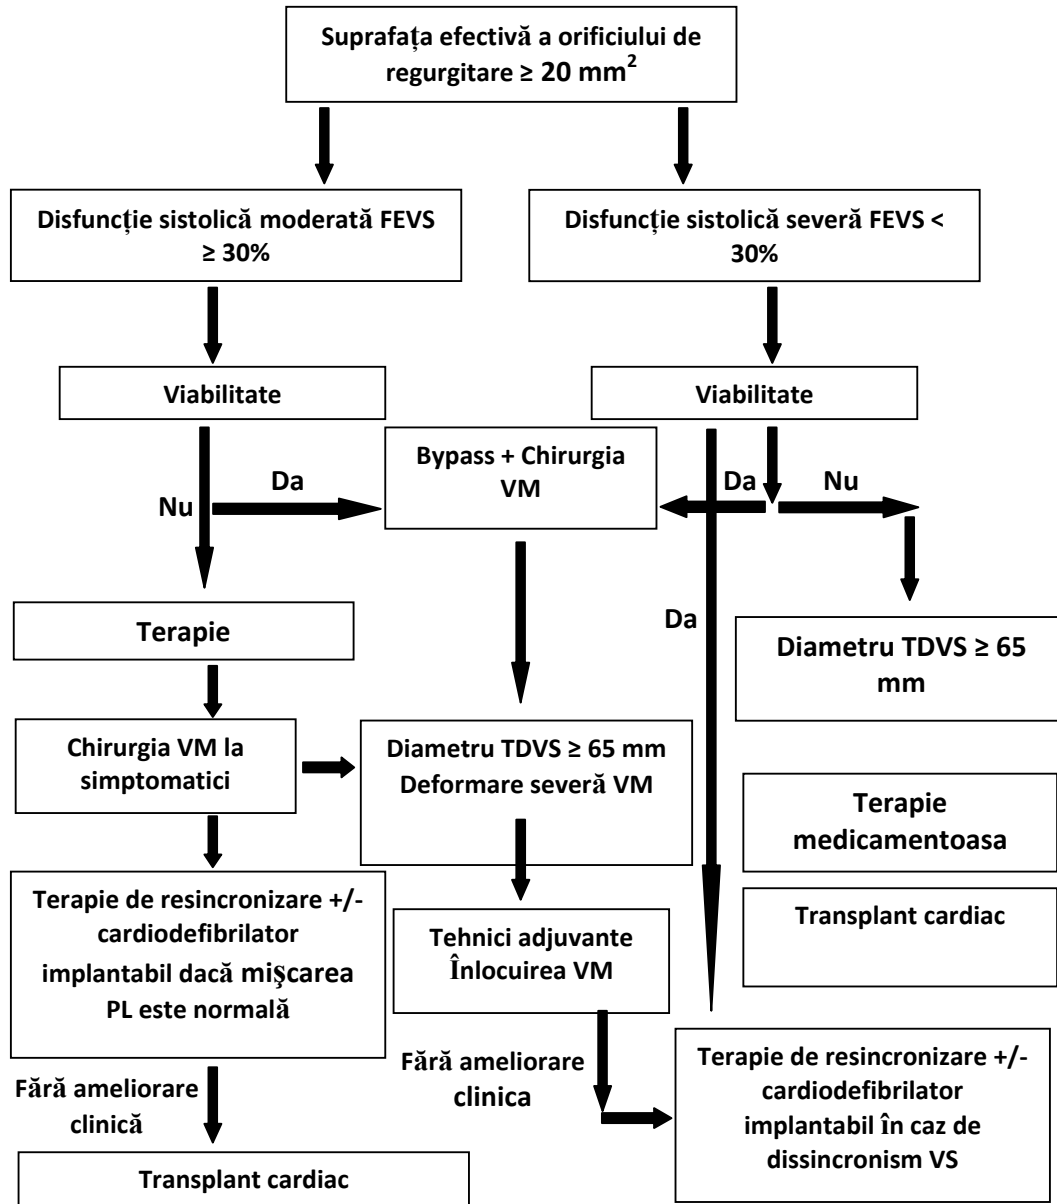 Suprafața efectivă a orificiului de
regurgitare ≥ 20 mm²
Disfuncție sistolică moderată FEVS
≥ 30%
Disfuncție sistolică severă FEVS <
30%
Viabilitate
Viabilitate
Bypass + Chirurgia
VM
Da
Nu
Da
Nu
Da
Terapie
Diametru TDVS ≥ 65
mm
Chirurgia VM la
simptomatici
Diametru TDVS ≥ 65 mm
Deformare severă VM
Terapie
medicamentoasa
Transplant cardiac
Terapie de resincronizare +/-
cardiodefibrilator
implantabil dacă mişcarea
PL este normală
Tehnici adjuvante
Înlocuirea VM
Fără ameliorare
clinică
Fără ameliorare
clinica
Terapie de resincronizare +/-
cardiodefibrilator
implantabil în caz de
dissincronism VS
Transplant cardiac